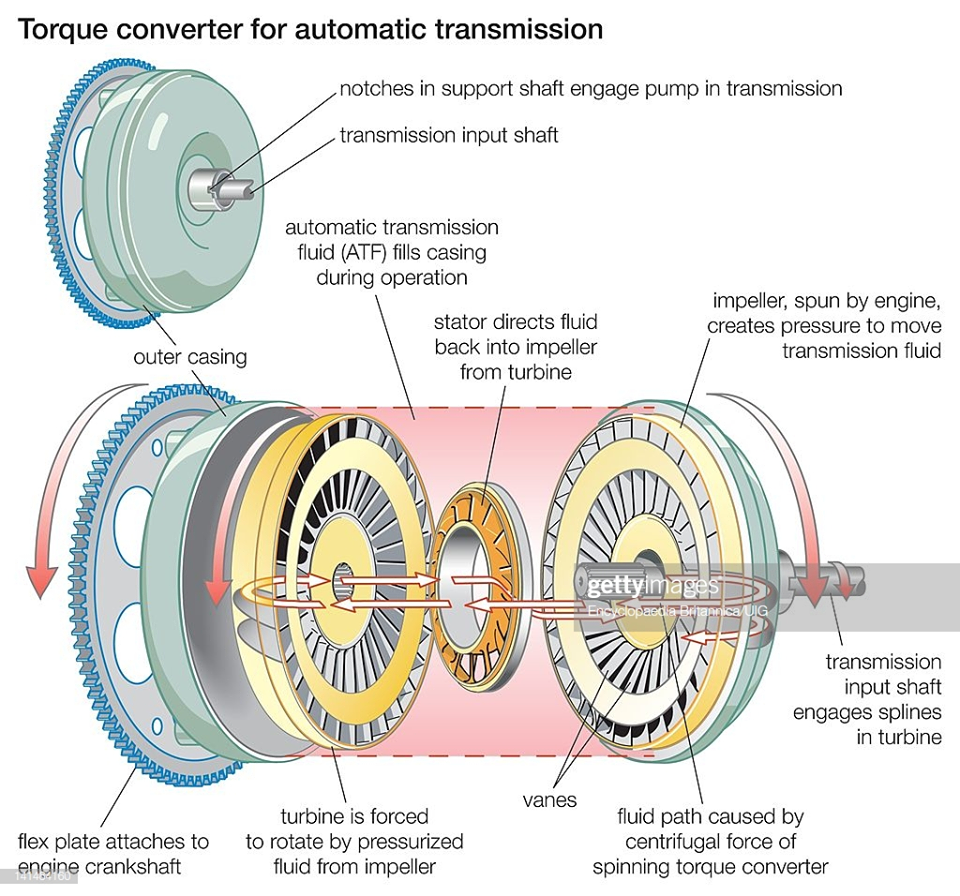 Torque converter for automatic transmission
notches in support shaft engage pump in transmission
transmission input shaft
automatic transmission
fluid (ATF) fills casing
during operation
stator directs fluid
back into impeller
from turbine
impeller, spun by engine,
creates pressure to move
transmission fluid
outer casing
gettyimages
Encyclopaedia Britannica/UIG
transmission
input shaft
engages splines
in turbine
vanes
flex plate attaches to
engine crankshaft
turbine is forced
to rotate by pressurized
fluid from impeller
fluid path caused by
centrifugal force of
spinning torque converter
141464160